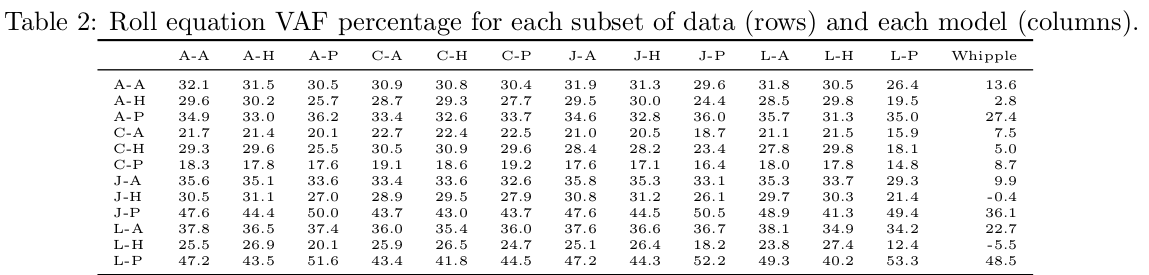 Table 2: Roll equation VAF percentage for each subset of data (rows) and each model (columns).
A-A A-H A-P C-A C-H C-P J-A J-H J-P L-A L-H L-P Whipple
A-A 32.1 31.5 30.5 30.9 30.8 30.4 31.9 31.3 29.6 31.8 30.5 26.4 13.6
A-H 29.6 30.2 25.7 28.7 29.3 27.7 29.5 30.0 24.4 28.5 29.8 19.5 2.8
A-P 34.9 33.0 36.2 33.4 32.6 33.7 34.6 32.8 36.0 35.7 31.3 35.0 27.4
C-A 21.7 21.4 20.1 22.7 22.4 22.5 21.0 20.5 18.7 21.1 21.5 15.9 7.5
C-H 29.3 29.6 25.5 30.5 30.9 29.6 28.4 28.2 23.4 27.8 29.8 18.1 5.0
C-P 18.3 17.8 17.6 19.1 18.6 19.2 17.6 17.1 16.4 18.0 17.8 14.8 8.7
J-A 35.6 35.1 33.6 33.4 33.6 32.6 35.8 35.3 33.1 35.3 33.7 29.3 9.9
J-H 30.5 31.1 27.0 28.9 29.5 27.9 30.8 31.2 26.1 29.7 30.3 21.4 -0.4
J-P 47.6 44.4 50.0 43.7 43.0 43.7 47.6 44.5 50.5 48.9 41.3 49.4 36.1
L-A 37.8 36.5 37.4 36.0 35.4 36.0 37.6 36.6 36.7 38.1 34.9 34.2 22.7
L-H 25.5 26.9 20.1 25.9 26.5 24.7 25.1 26.4 18.2 23.8 27.4 12.4 -5.5
L-P 47.2 43.5 51.6 43.4 41.8 44.5 47.2 44.3 52.2 49.3 40.2 53.3 48.5